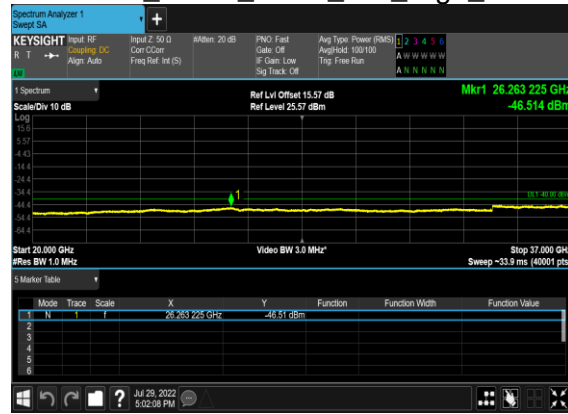 Spectrum Analyzer 1
Swept SA
+
KEYSIGHT Input: RF Input Z: 50 Ω #Atten: 20 dB PNO: Fast Avg Type: Power (RMS) 1 2 3 4 5 6
R T Coupling: DC Corr CCorr Gate: Off Avg|Hold: 100/100 A W W W W W
Align: Auto Freq Ref: Int (S) IF Gain: Low Trig: Free Run
Sig Track: Off A N N N N N
1 Spectrum Ref Lvl Offset 15.57 dB Mkr1 26.263 225 GHz
Scale/Div 10 dB Ref Level 25.57 dBm -46.514 dBm
Log
15.6
5.57
-4.43
-14.4
-24.4
-34.4
1
-44.4
-54.4
-64.4
Start 20.000 GHz Video BW 3.0 MHz* Stop 37.000 GHz
#Res BW 1.0 MHz Sweep ~33.9 ms (40001 pts)
5 Marker Table
Mode Trace Scale X Y Function Function Width Function Value
1 N 1 f 26.263 225 GHz -46.51 dBm
2
3
4
5
6
? Jul 29, 2022
5:02:08 PM